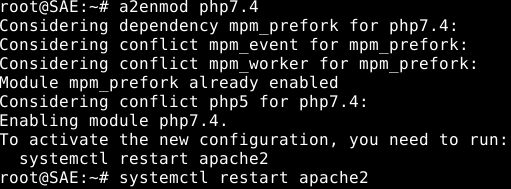 root@SAE:~# a2enmod php7.4
Considering dependency mpm_prefork for php7.4:
Considering conflict mpm_event for mpm_prefork:
Considering conflict mpm_worker for mpm_prefork:
Module mpm_prefork already enabled
Considering conflict php5 for php7.4:
Enabling module php7.4.
To activate the new configuration, you need to run:
  systemctl restart apache2
root@SAE:~# systemctl restart apache2